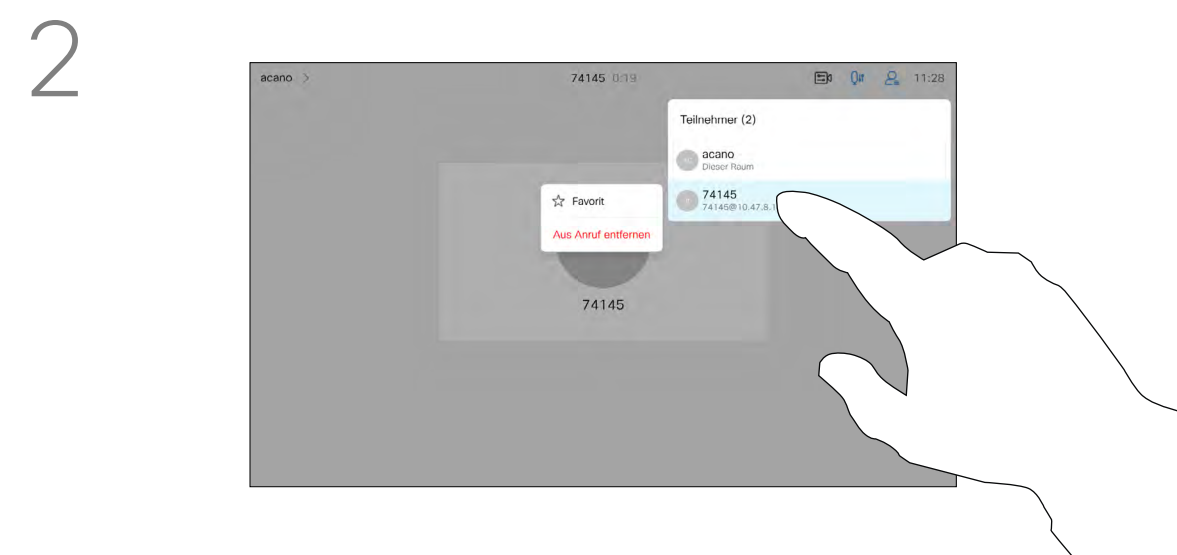 2
acano >
74145 0:19
11:28
Teilnehmer (2)
acano
Dieser Raum
74145
Favorit
Aus Anruf entfernen
74145